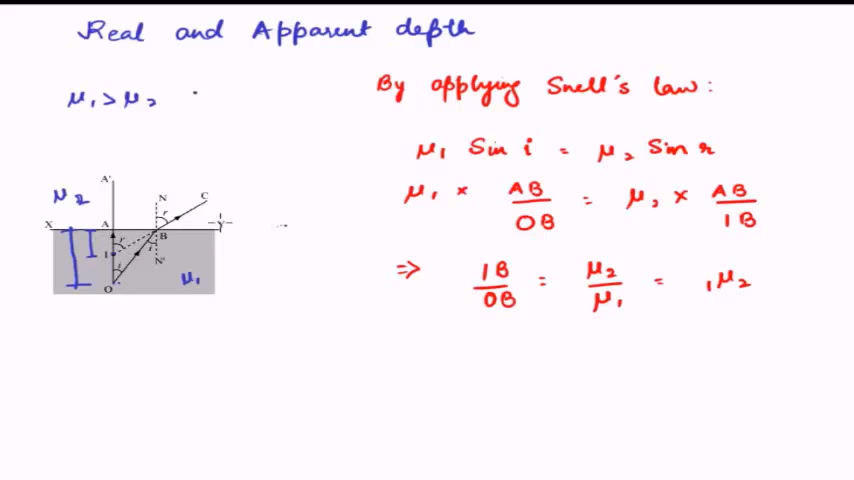 Real and Apparent depth
μ₁ > μ₂
By applying Snell's law:
μ₁ Sin i = μ₂ Sin r
μ₁ × AB/OB = μ₂ × AB/IB
⇒ IB/OB = μ₂/μ₁ = ₁μ₂
A'
μ₂
N
C
r
X
A
B
Y
r
i
I
N'
i
μ₁
O